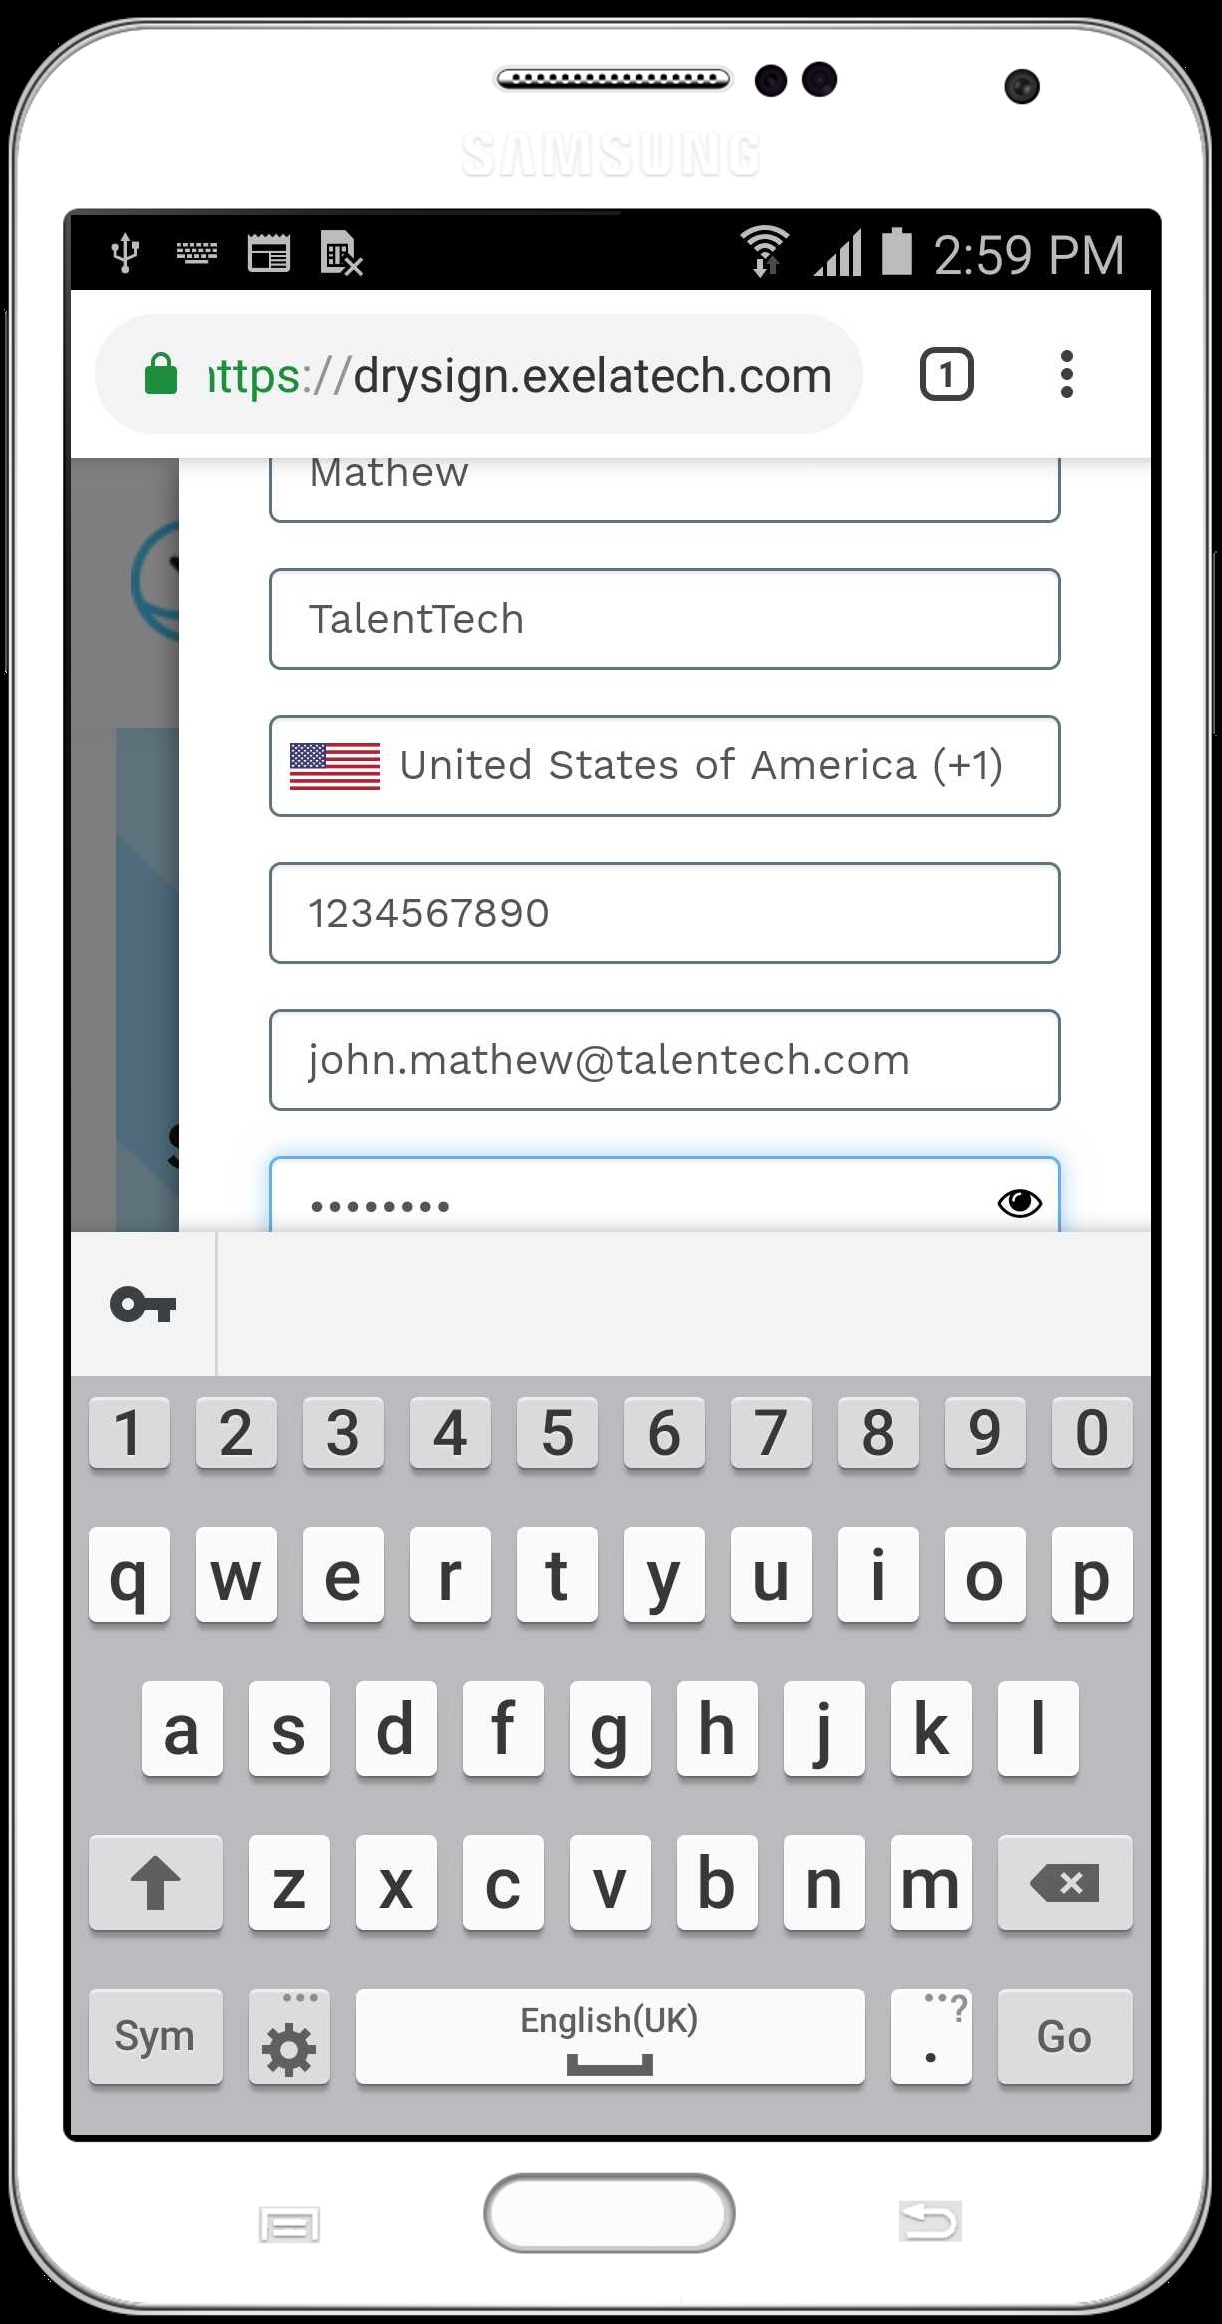 SAMSUNG
2:59 PM
https://drysign.exelatech.com
1
Mathew
TalentTech
United States of America (+1)
1234567890
john.mathew@talentech.com
••••••••
1 2 3 4 5 6 7 8 9 0
q w e r t y u i o p
a s d f g h j k l
z x c v b n m
Sym
English(UK)
...?
.
Go